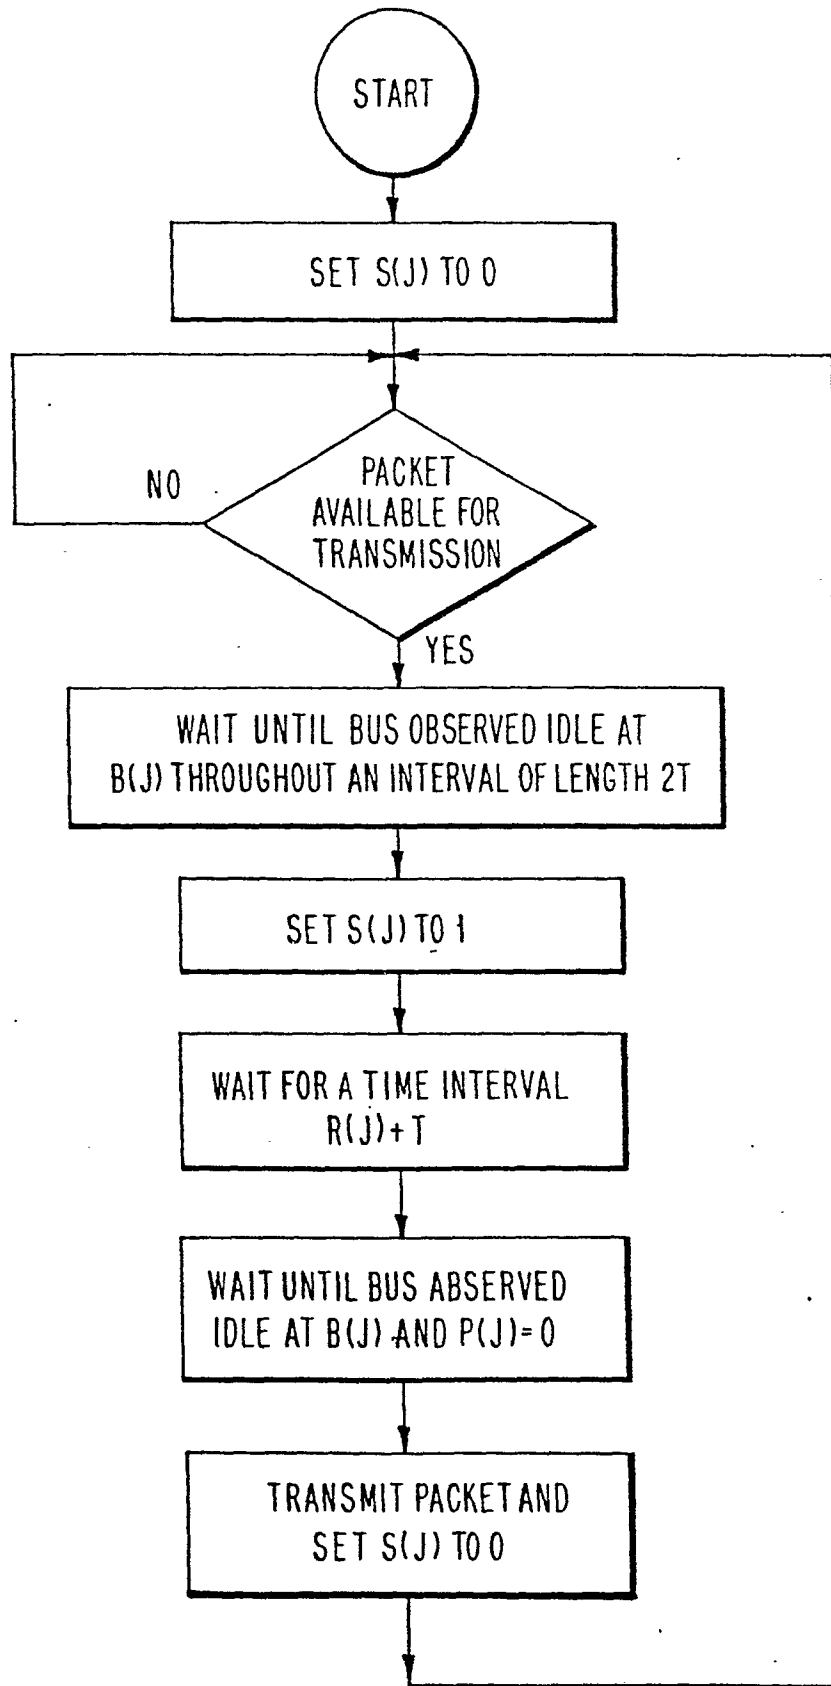 START
SET S(J) TO 0
PACKET
AVAILABLE FOR
TRANSMISSION
NO
YES
WAIT UNTIL BUS OBSERVED IDLE AT
B(J) THROUGHOUT AN INTERVAL OF LENGTH 2T
SET S(J) TO 1
WAIT FOR A TIME INTERVAL
R(J)+T
WAIT UNTIL BUS ABSERVED
IDLE AT B(J) AND P(J)=0
TRANSMIT PACKET AND
SET S(J) TO 0